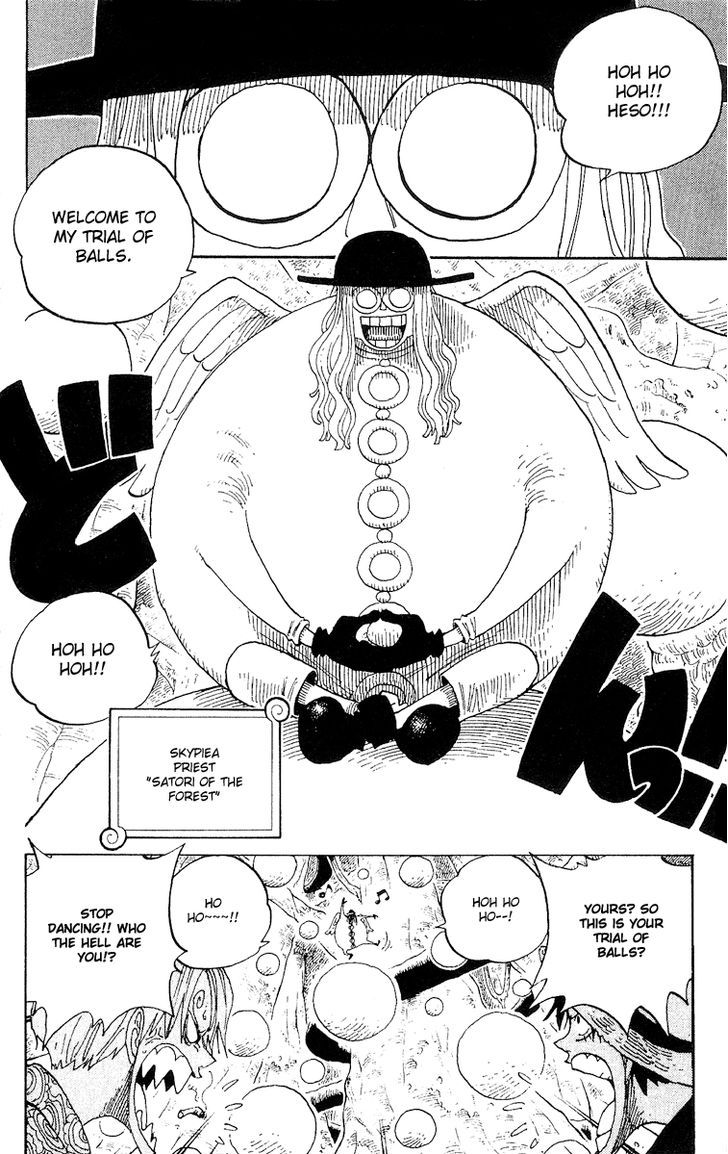 HOH HO
HOH!!
HESO!!!
WELCOME TO
MY TRIAL OF
BALLS.
ドン!!
HOH HO
HOH!!
SKYPIEA
PRIEST
"SATORI OF THE
FOREST"
YOURS? SO
THIS IS YOUR
TRIAL OF
BALLS?
HOH HO
HO--!
HO
HO~~~!!
STOP
DANCING!! WHO
THE HELL ARE
YOU!?